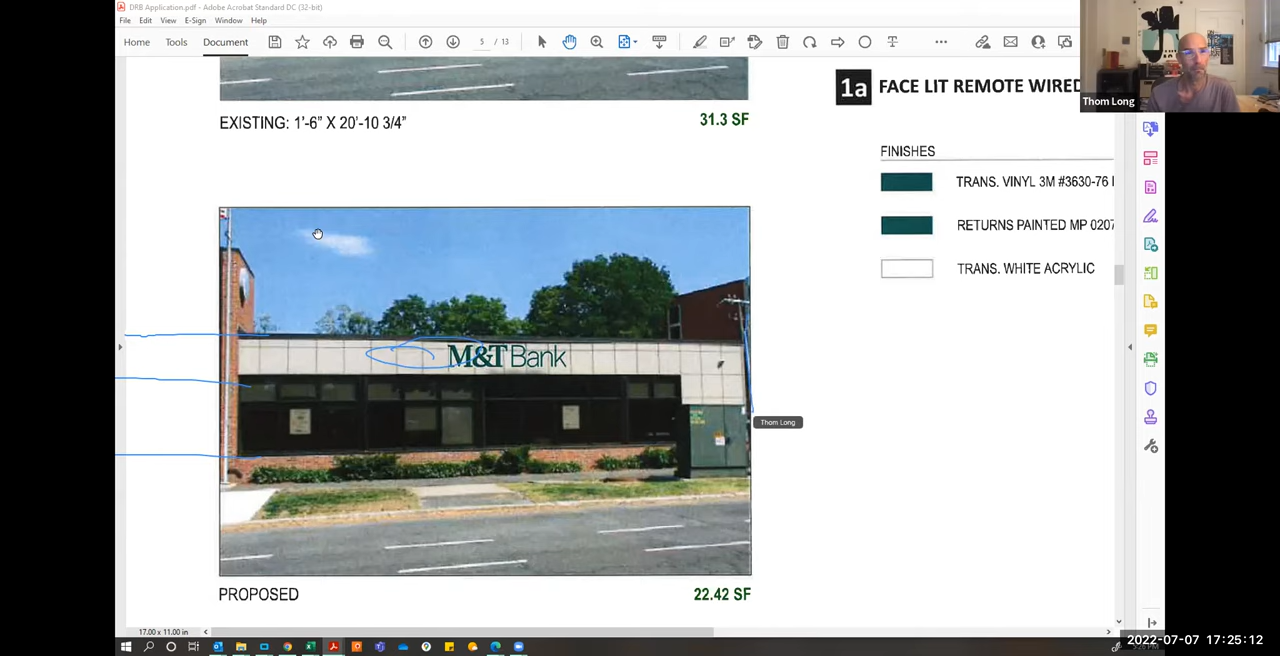 DRB Application.pdf - Adobe Acrobat Standard DC (32-bit)
File Edit View E-Sign Window Help
Home Tools Document 5 / 13
Thom Long
1a FACE LIT REMOTE WIRED
EXISTING: 1'-6" X 20'-10 3/4" 31.3 SF
FINISHES
TRANS. VINYL 3M #3630-76
RETURNS PAINTED MP 0207
TRANS. WHITE ACRYLIC
M&T Bank
Thom Long
PROPOSED 22.42 SF
17.00 x 11.00 in
2022-07-07 17:25:12